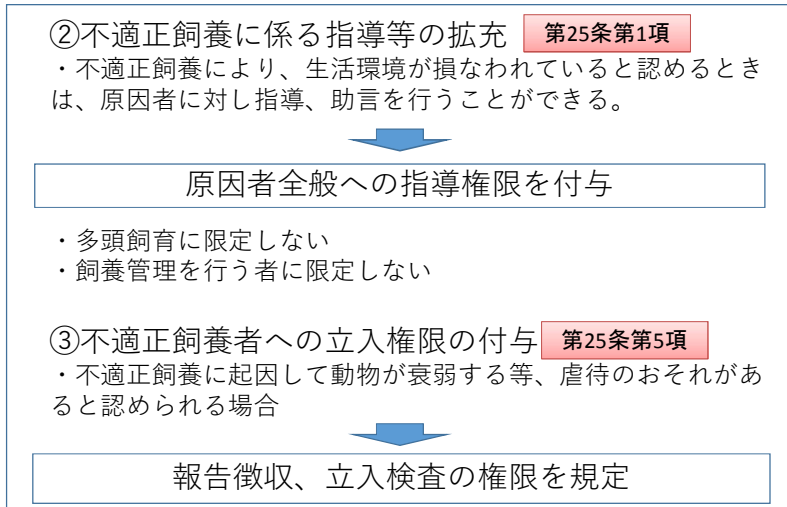 ②不適正飼養に係る指導等の拡充 第25条第1項
・不適正飼養により、生活環境が損なわれていると認めるとき
は、原因者に対し指導、助言を行うことができる。
原因者全般への指導権限を付与
・多頭飼育に限定しない
・飼養管理を行う者に限定しない
③不適正飼養者への立入権限の付与 第25条第5項
・不適正飼養に起因して動物が衰弱する等、虐待のおそれがあ
ると認められる場合
報告徴収、立入検査の権限を規定